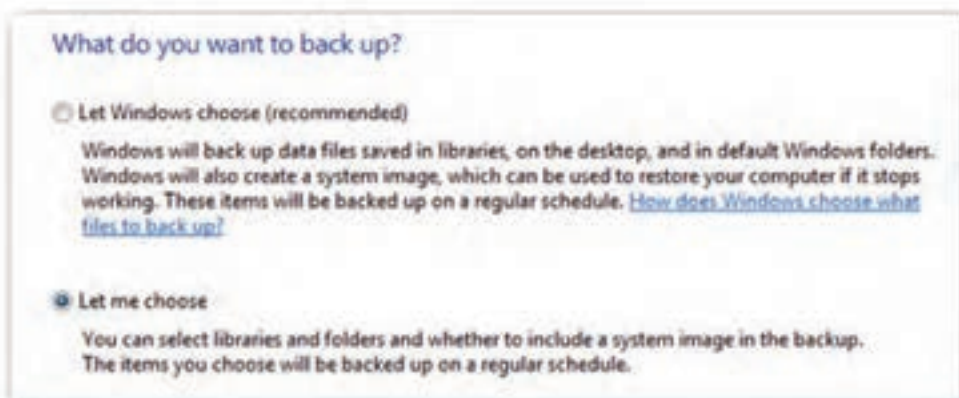 What do you want to back up?
Let Windows choose (recommended)
Windows will back up data files saved in libraries, on the desktop, and in default Windows folders.
Windows will also create a system image, which can be used to restore your computer if it stops
working. These items will be backed up on a regular schedule. How does Windows choose what
files to back up?
Let me choose
You can select libraries and folders and whether to include a system image in the backup.
The items you choose will be backed up on a regular schedule.